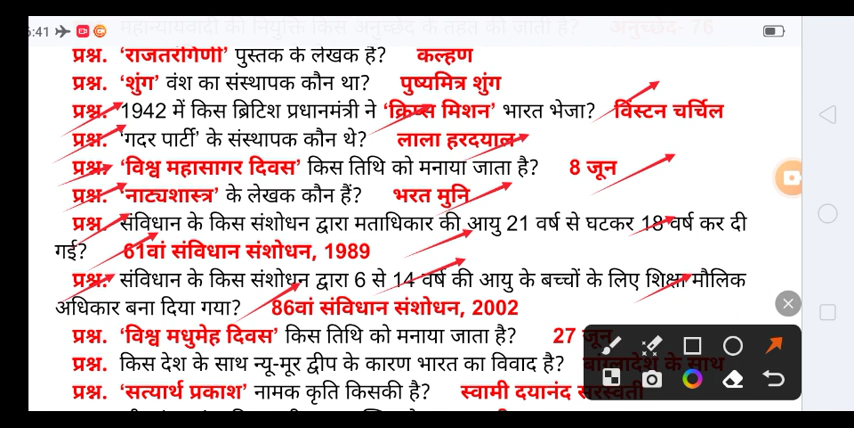 :41
महान्यायवादी की नियुक्ति किस अनुच्छेद के तहत की जाती है? अनुच्छेद- 76
प्रश्न. ‘राजतरंगिणी’ पुस्तक के लेखक है? कल्हण
प्रश्न. ‘शुंग’ वंश का संस्थापक कौन था? पुष्यमित्र शुंग
प्रश्न. 1942 में किस ब्रिटिश प्रधानमंत्री ने ‘क्रिप्स मिशन’ भारत भेजा? विंस्टन चर्चिल
प्रश्न. ‘गदर पार्टी’ के संस्थापक कौन थे? लाला हरदयाल
प्रश्न. ‘विश्व महासागर दिवस’ किस तिथि को मनाया जाता है? 8 जून
प्रश्न. ‘नाट्यशास्त्र’ के लेखक कौन हैं? भरत मुनि
प्रश्न. संविधान के किस संशोधन द्वारा मताधिकार की आयु 21 वर्ष से घटकर 18 वर्ष कर दी
गई? 61वां संविधान संशोधन, 1989
प्रश्न. संविधान के किस संशोधन द्वारा 6 से 14 वर्ष की आयु के बच्चों के लिए शिक्षा मौलिक
अधिकार बना दिया गया? 86वां संविधान संशोधन, 2002
प्रश्न. ‘विश्व मधुमेह दिवस’ किस तिथि को मनाया जाता है? 27 जून
प्रश्न. किस देश के साथ न्यू-मूर द्वीप के कारण भारत का विवाद है? बांग्लादेश के साथ
प्रश्न. ‘सत्यार्थ प्रकाश’ नामक कृति किसकी है? स्वामी दयानंद सरस्वती